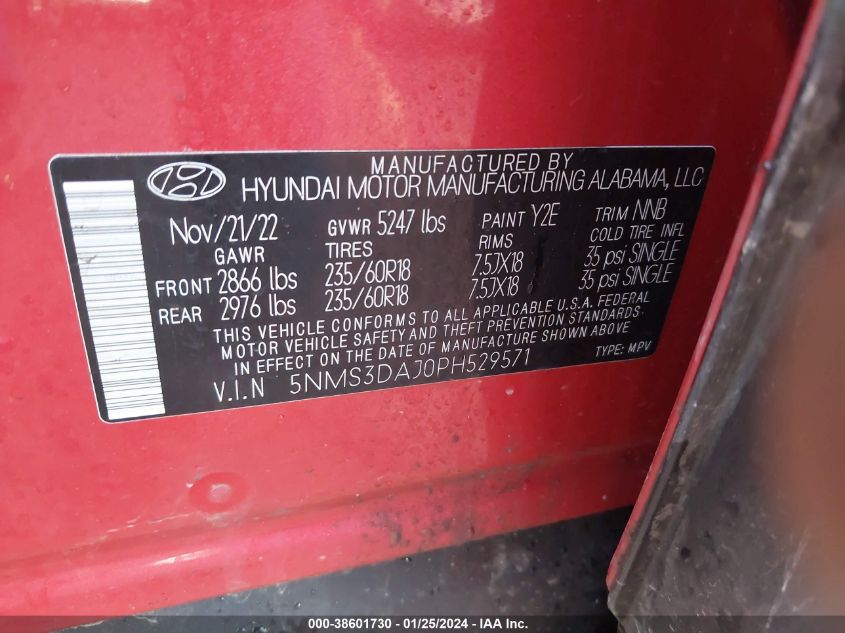 MANUFACTURED BY
HYUNDAI MOTOR MANUFACTURING ALABAMA, LLC
Nov/21/22 GVWR 5247 lbs PAINT Y2E TRIM NNB
GAWR TIRES RIMS COLD TIRE INFL
FRONT 2866 lbs 235/60R18 7.5JX18 35 psi SINGLE
REAR 2976 lbs 235/60R18 7.5JX18 35 psi SINGLE
THIS VEHICLE CONFORMS TO ALL APPLICABLE U.S.A. FEDERAL
MOTOR VEHICLE SAFETY AND THEFT PREVENTION STANDARDS
IN EFFECT ON THE DATE OF MANUFACTURE SHOWN ABOVE
V.I.N 5NMS3DAJ0PH529571 TYPE: MPV
000-38601730 - 01/25/2024 - IAA Inc.